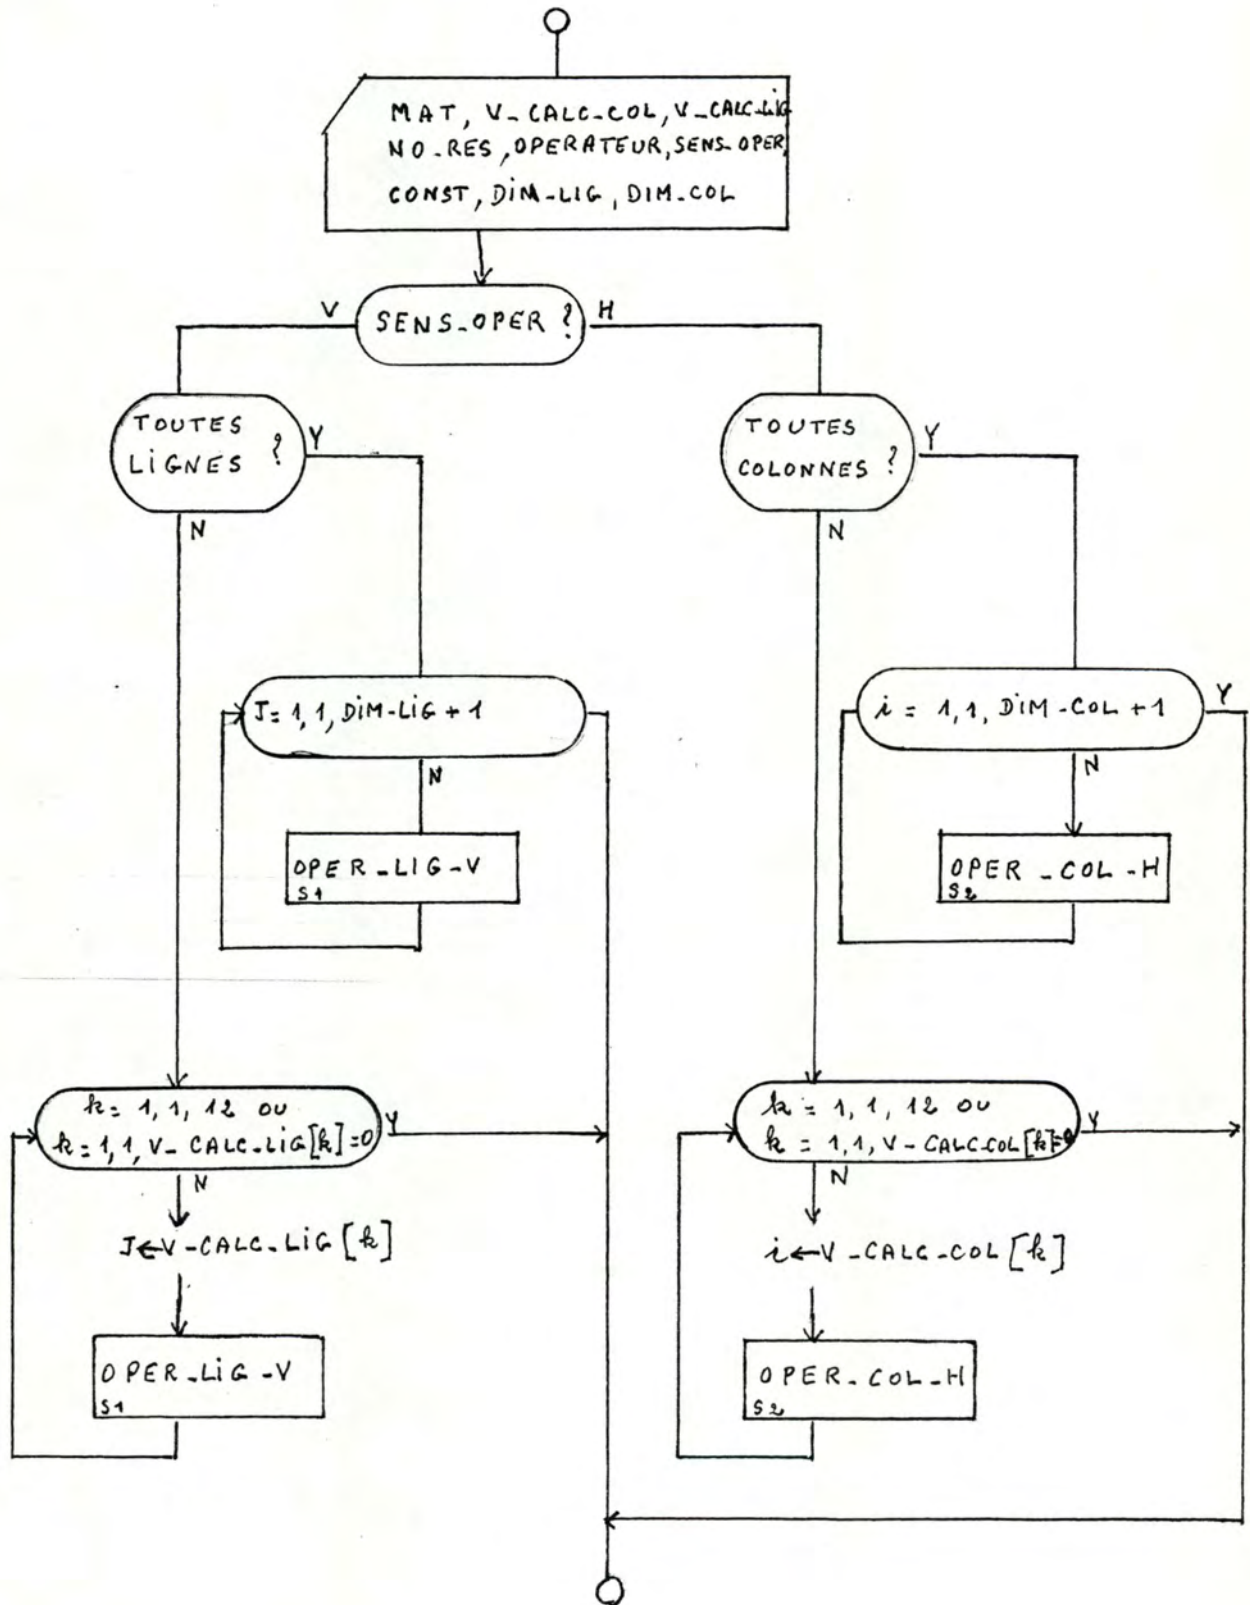 MAT, V_CALC_COL, V_CALC_LIG
NO_RES, OPERATEUR, SENS_OPER,
CONST, DIM_LIG, DIM_COL
V
SENS_OPER ?
H
TOUTES
LIGNES ?
Y
N
TOUTES
COLONNES ?
Y
N
J = 1, 1, DIM-LIG + 1
N
OPER_LIG_V
S1
i = 1, 1, DIM-COL + 1
Y
N
OPER_COL_H
S2
k = 1, 1, 12 OU
k = 1, 1, V_CALC_LIG[k]=0
Y
N
J←V_CALC_LIG[k]
OPER_LIG_V
S1
k = 1, 1, 12 OU
k = 1, 1, V_CALC_COL[k]=0
Y
N
i←V_CALC_COL[k]
OPER_COL_H
S2